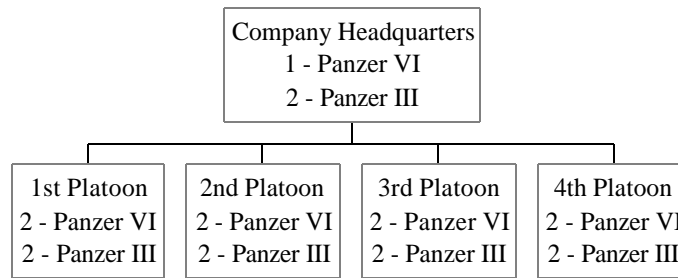 Company Headquarters
1 - Panzer VI
2 - Panzer III
1st Platoon
2 - Panzer VI
2 - Panzer III
2nd Platoon
2 - Panzer VI
2 - Panzer III
3rd Platoon
2 - Panzer VI
2 - Panzer III
4th Platoon
2 - Panzer VI
2 - Panzer III